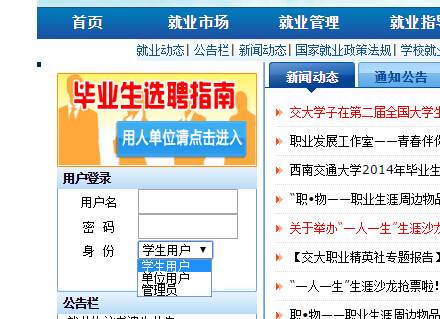 首页 就业市场 就业管理 就业指导
就业动态 | 公告栏 | 新闻动态 | 国家就业政策法规 | 学校就业
新闻动态 通知公告
毕业生选聘指南
用人单位请点击进入
交大学子在第二届全国大学生
职业发展工作室——青春伴你
西南交通大学2014年毕业生
“职•物——职业生涯周边物品
关于举办“一人一生”生涯沙龙
【交大职业精英社专题报告】
“一人一生”生涯沙龙抢票啦!
“职•物——职业生涯周边物品
用户登录
用户名
密 码
身 份 学生用户
学生用户
单位用户
管理员
公告栏